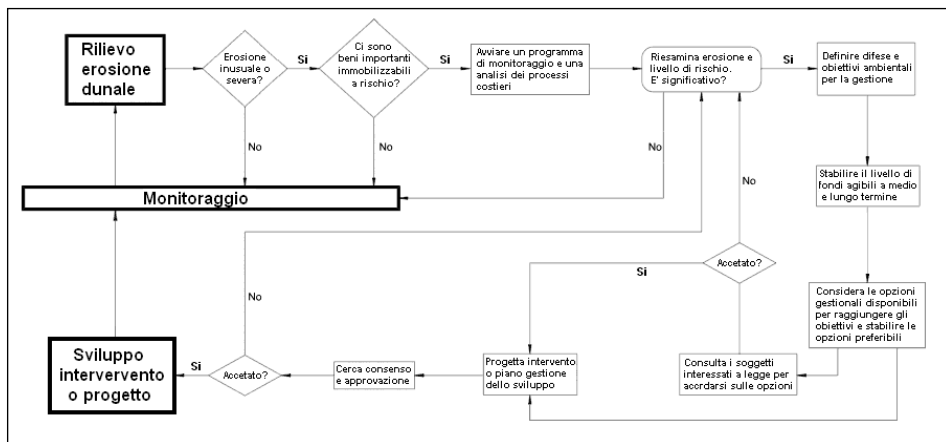 Rilievo
erosione
dunale
Erosione
inusuale o
severa?
Si
Ci sono
beni importanti
immobilizzabili
a rischio?
Si
Avviare un programma
di monitoraggio e una
analisi dei processi
costieri
Riesamina erosione e
livello di rischio.
E' significativo?
Si
Definire difese e
obiettivi ambientali
per la gestione
No
No
No
Monitoraggio
Stabilire il livello di
fondi agibili a medio
e lungo termine
No
Accetato?
Si
No
Considera le opzioni
gestionali disponibili
per raggiungere gli
obiettivi e stabilire le
opzioni preferibili
Sviluppo
intervervento
o progetto
Si
Accetato?
Cerca consenso
e approvazione
Progetta intervento
o piano gestione
dello sviluppo
Consulta i soggetti
interessati a legge per
accrdarsi sulle opzioni